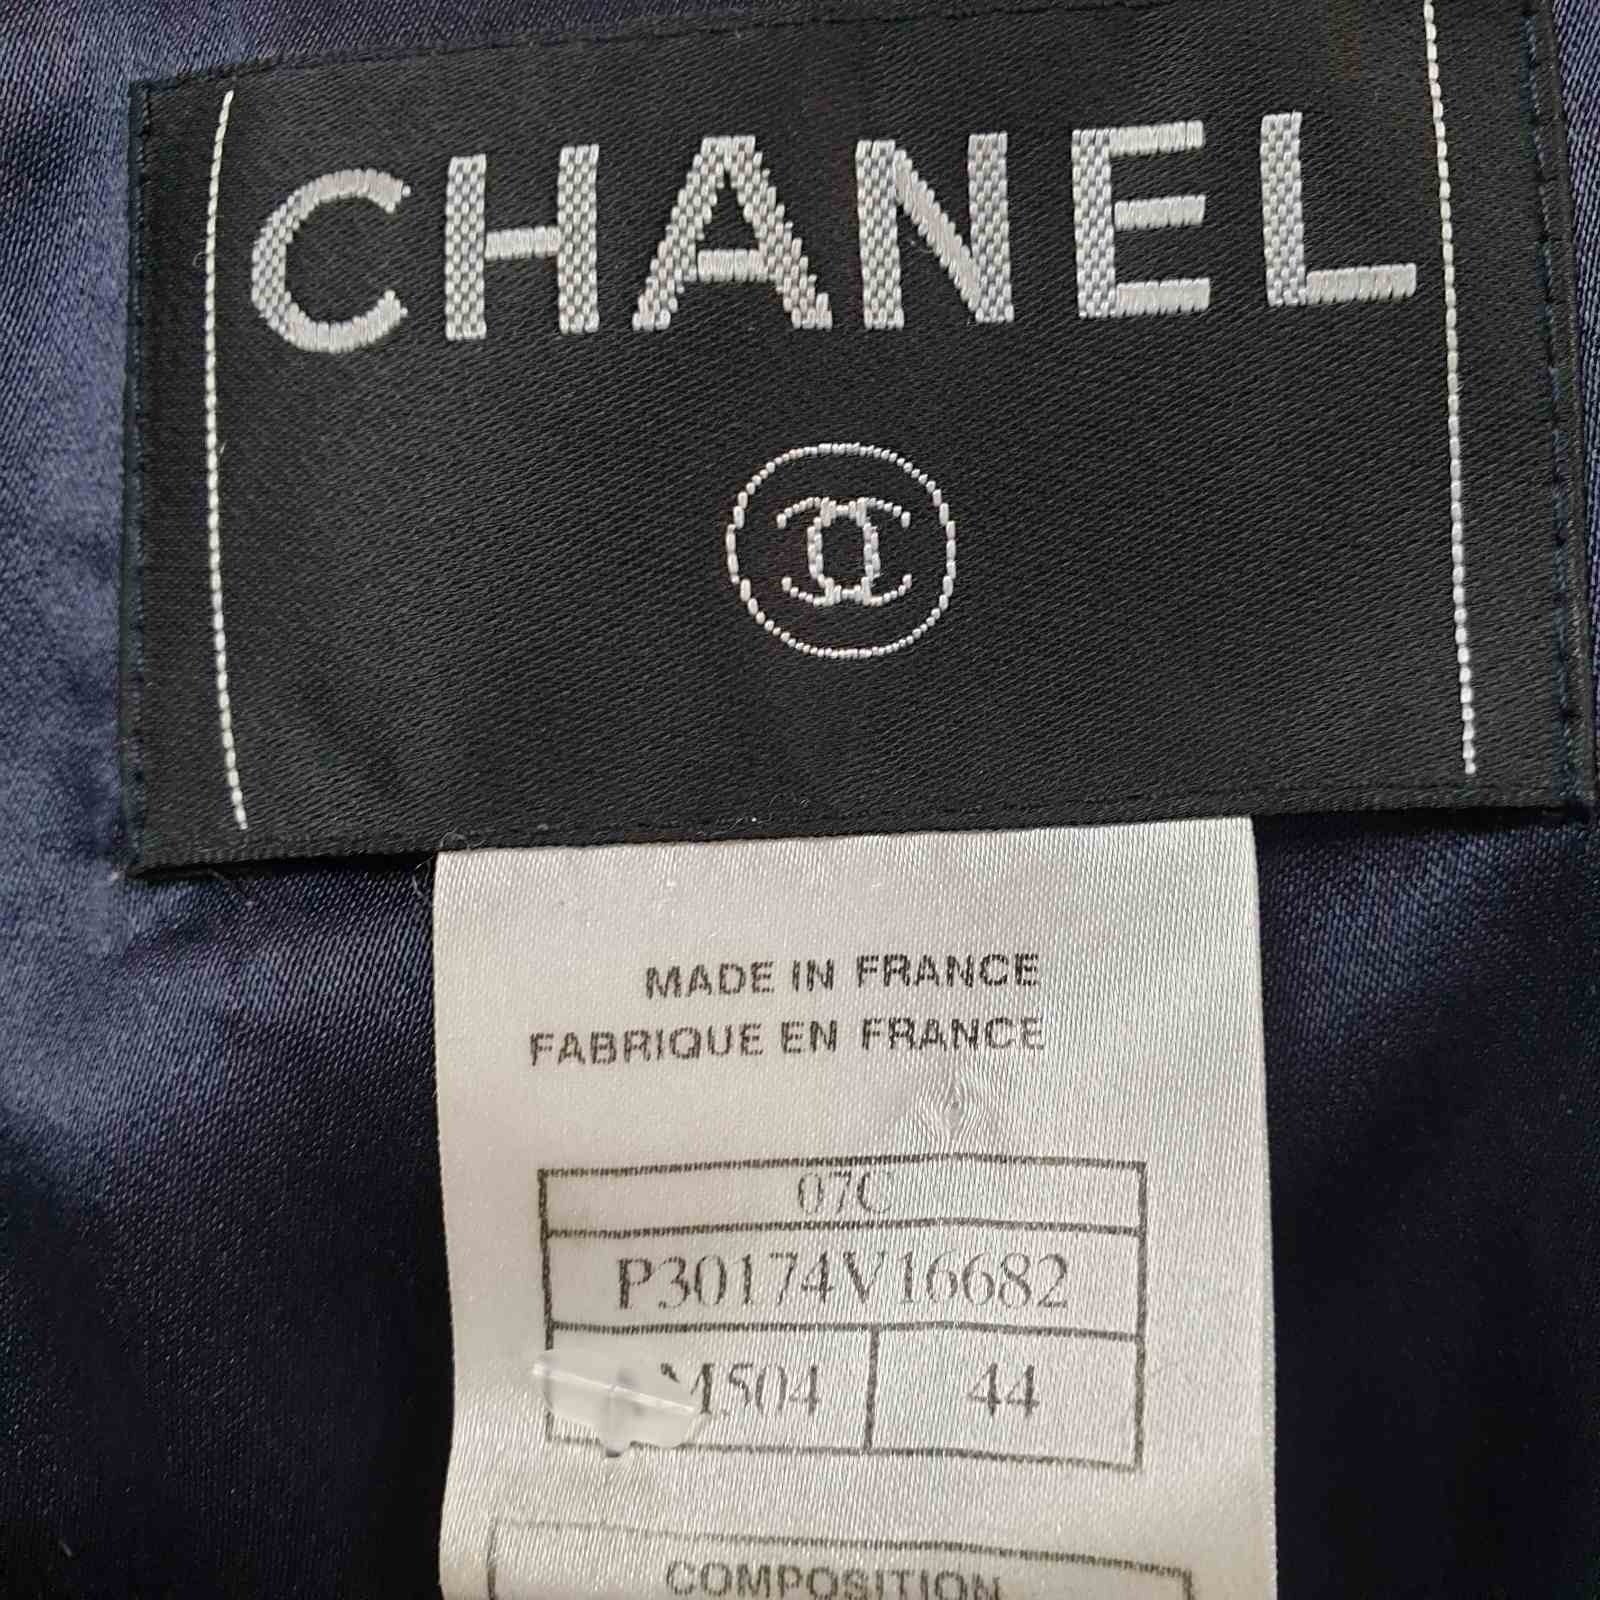 CHANEL
MADE IN FRANCE
FABRIQUE EN FRANCE
07C
P30174V16682
M504 44
COMPOSITION